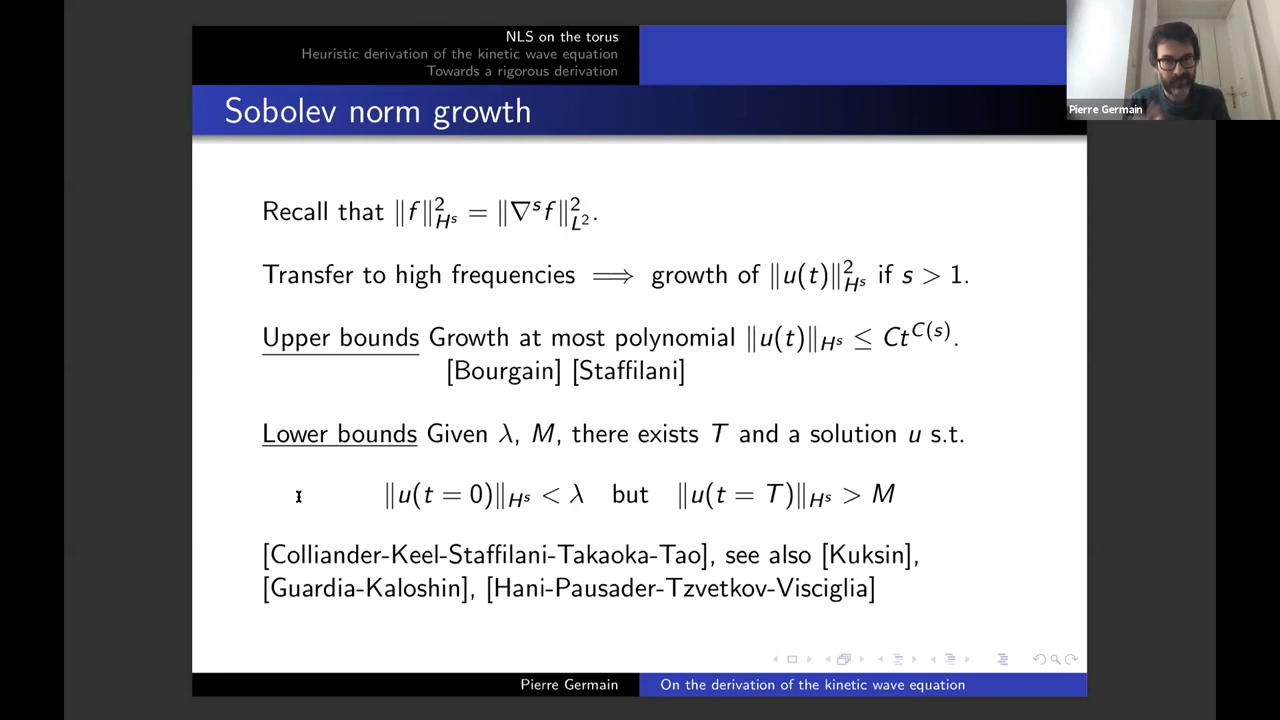 NLS on the torus
Heuristic derivation of the kinetic wave equation
Towards a rigorous derivation
Pierre Germain
Sobolev norm growth
Recall that ‖f‖²_{H^s} = ‖∇^s f‖²_{L²}.
Transfer to high frequencies ⟹ growth of ‖u(t)‖²_{H^s} if s > 1.
Upper bounds Growth at most polynomial ‖u(t)‖_{H^s} ≤ Ct^{C(s)}.
[Bourgain] [Staffilani]
Lower bounds Given λ, M, there exists T and a solution u s.t.
‖u(t = 0)‖_{H^s} < λ but ‖u(t = T)‖_{H^s} > M
[Colliander-Keel-Staffilani-Takaoka-Tao], see also [Kuksin],
[Guardia-Kaloshin], [Hani-Pausader-Tzvetkov-Visciglia]
Pierre Germain
On the derivation of the kinetic wave equation